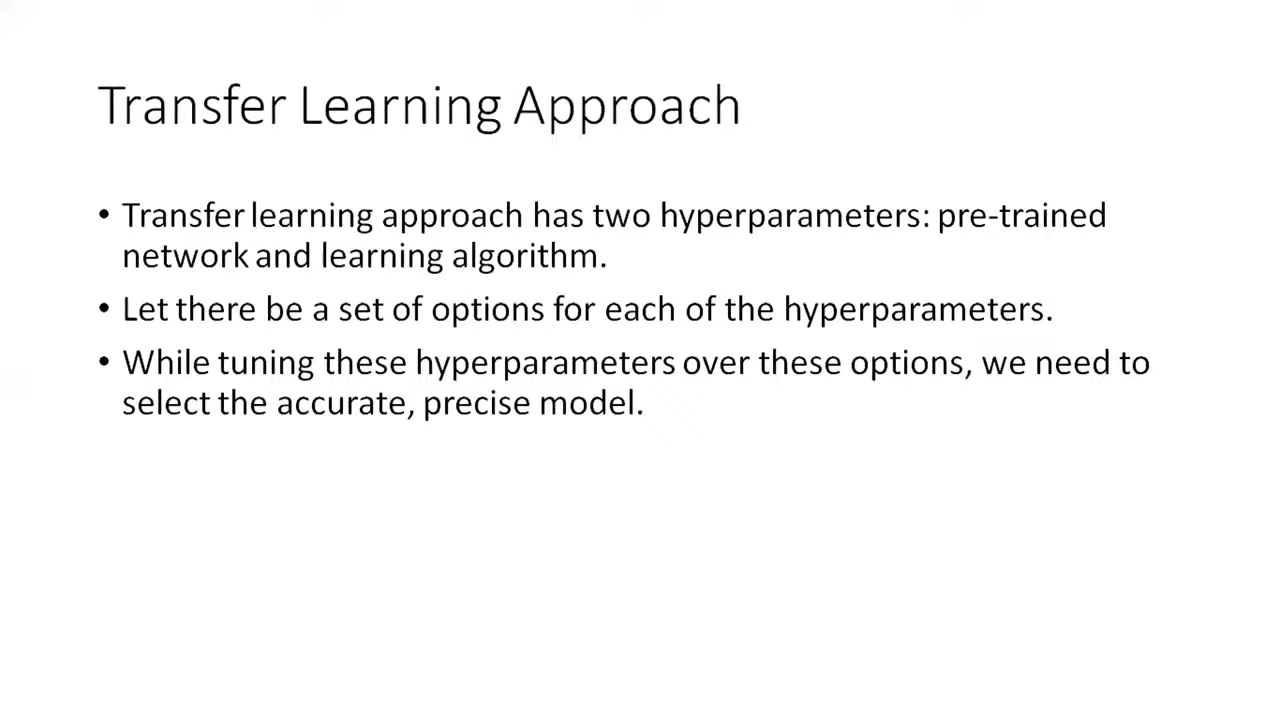 Transfer Learning Approach
• Transfer learning approach has two hyperparameters: pre-trained
network and learning algorithm.
• Let there be a set of options for each of the hyperparameters.
• While tuning these hyperparameters over these options, we need to
select the accurate, precise model.